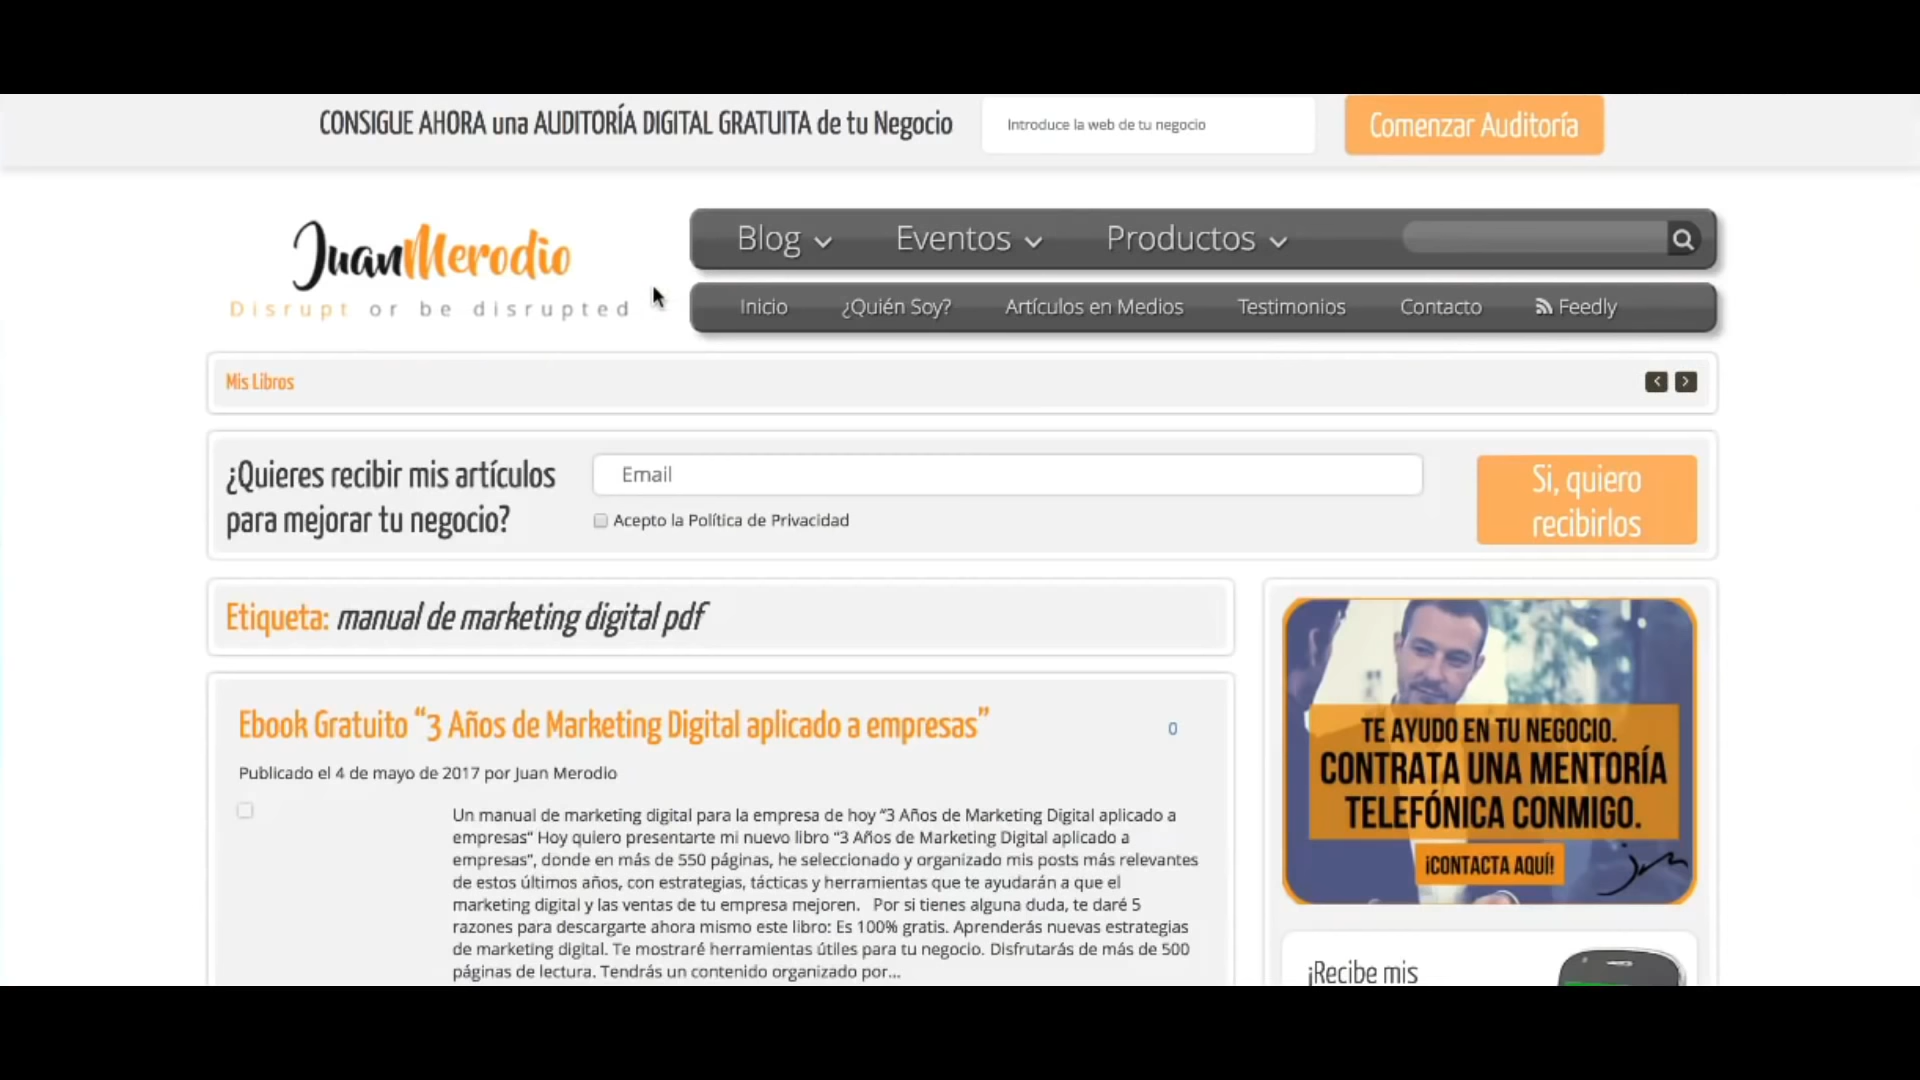 CONSIGUE AHORA una AUDITORÍA DIGITAL GRATUITA de tu Negocio
Introduce la web de tu negocio
Comenzar Auditoría
JuanMerodio
Disrupt or be disrupted
Blog
Eventos
Productos
Inicio
¿Quién Soy?
Artículos en Medios
Testimonios
Contacto
Feedly
Mis Libros
¿Quieres recibir mis artículos
para mejorar tu negocio?
Email
Acepto la Política de Privacidad
Si, quiero
recibirlos
Etiqueta: manual de marketing digital pdf
Ebook Gratuito “3 Años de Marketing Digital aplicado a empresas”
0
Publicado el 4 de mayo de 2017 por Juan Merodio
Un manual de marketing digital para la empresa de hoy “3 Años de Marketing Digital aplicado a
empresas“ Hoy quiero presentarte mi nuevo libro “3 Años de Marketing Digital aplicado a
empresas“, donde en más de 550 páginas, he seleccionado y organizado mis posts más relevantes
de estos últimos años, con estrategias, tácticas y herramientas que te ayudarán a que el
marketing digital y las ventas de tu empresa mejoren.   Por si tienes alguna duda, te daré 5
razones para descargarte ahora mismo este libro: Es 100% gratis. Aprenderás nuevas estrategias
de marketing digital. Te mostraré herramientas útiles para tu negocio. Disfrutarás de más de 500
páginas de lectura. Tendrás un contenido organizado por...
TE AYUDO EN TU NEGOCIO.
CONTRATA UNA MENTORÍA
TELEFÓNICA CONMIGO.
¡CONTACTA AQUÍ!
jm
¡Recibe mis